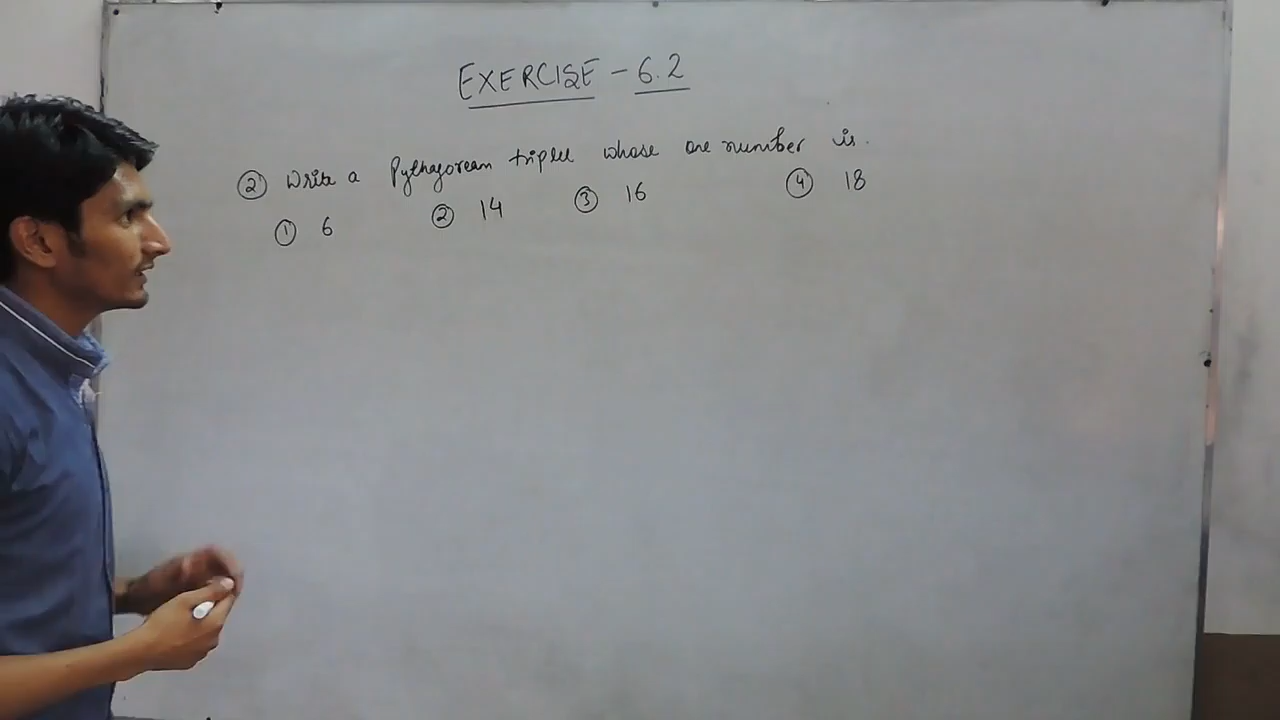 EXERCISE - 6.2
② Write a Pythagorean triplet whose one number is.
① 6 ② 14 ③ 16 ④ 18